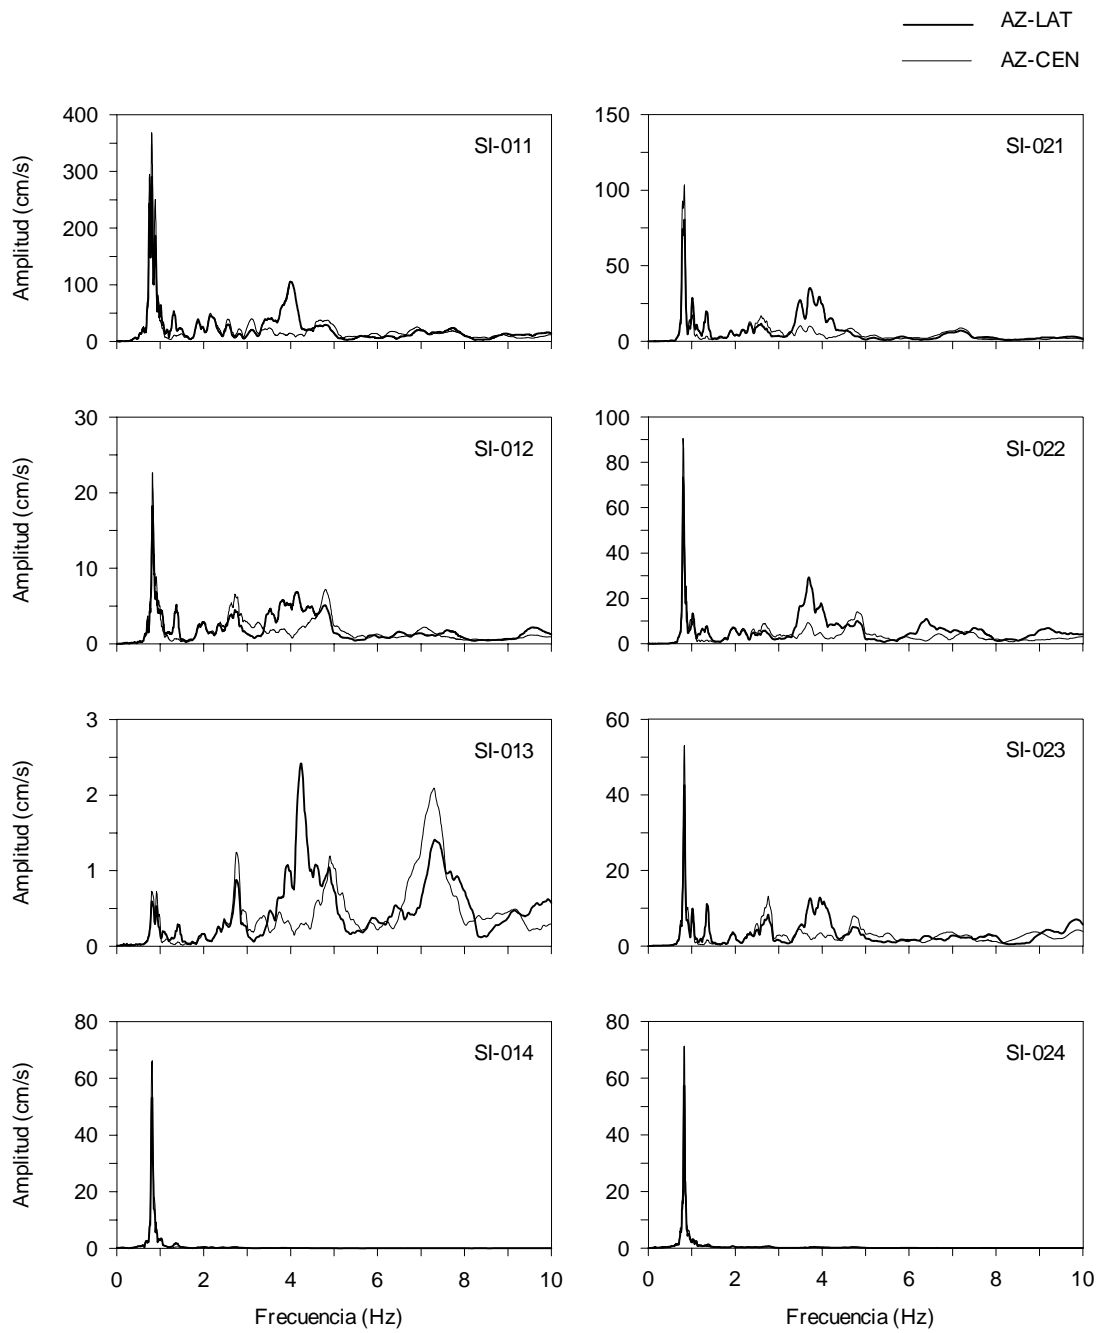 AZ-LAT
AZ-CEN
400
300
200
100
0
Amplitud (cm/s)
SI-011
150
100
50
0
SI-021
30
20
10
0
Amplitud (cm/s)
SI-012
100
80
60
40
20
0
SI-022
3
2
1
0
Amplitud (cm/s)
SI-013
60
40
20
0
SI-023
80
60
40
20
0
Amplitud (cm/s)
SI-014
0 2 4 6 8 10
Frecuencia (Hz)
80
60
40
20
0
SI-024
0 2 4 6 8 10
Frecuencia (Hz)